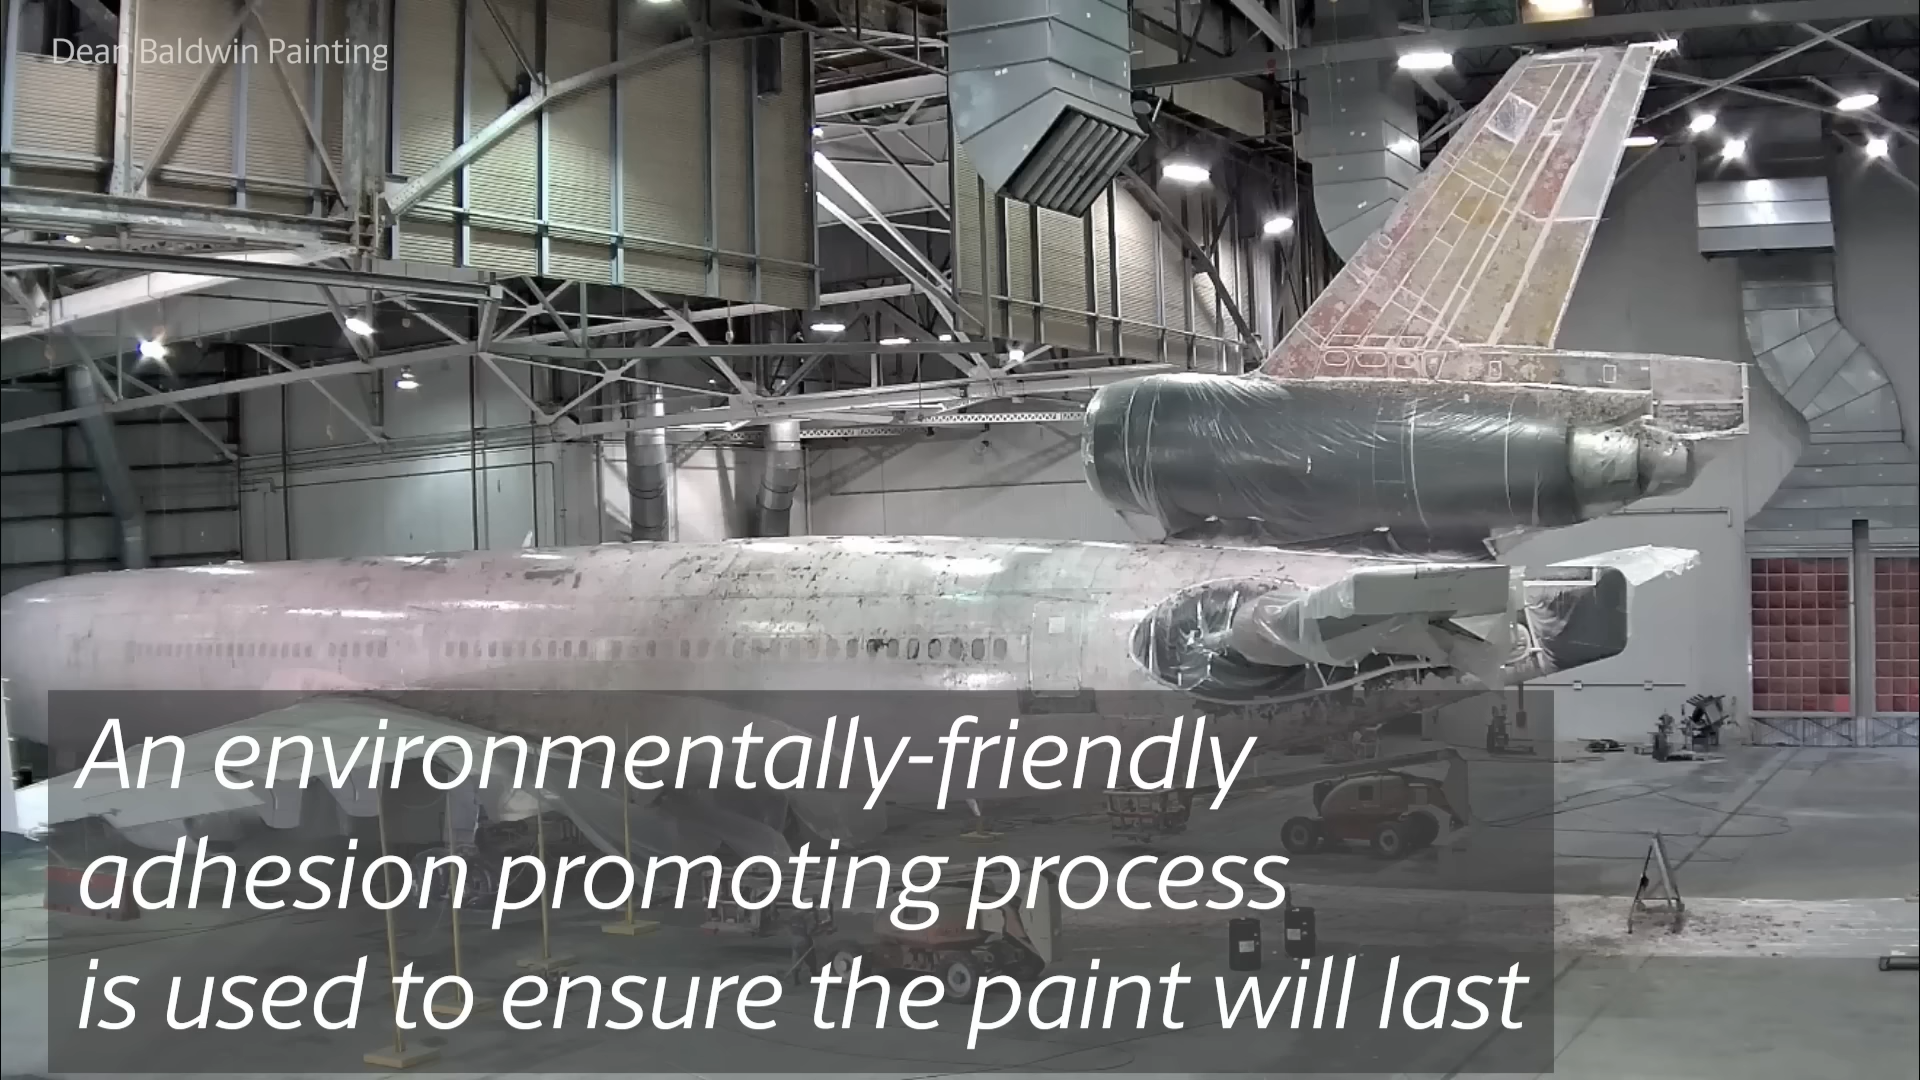 Dean Baldwin Painting
An environmentally-friendly
adhesion promoting process
is used to ensure the paint will last